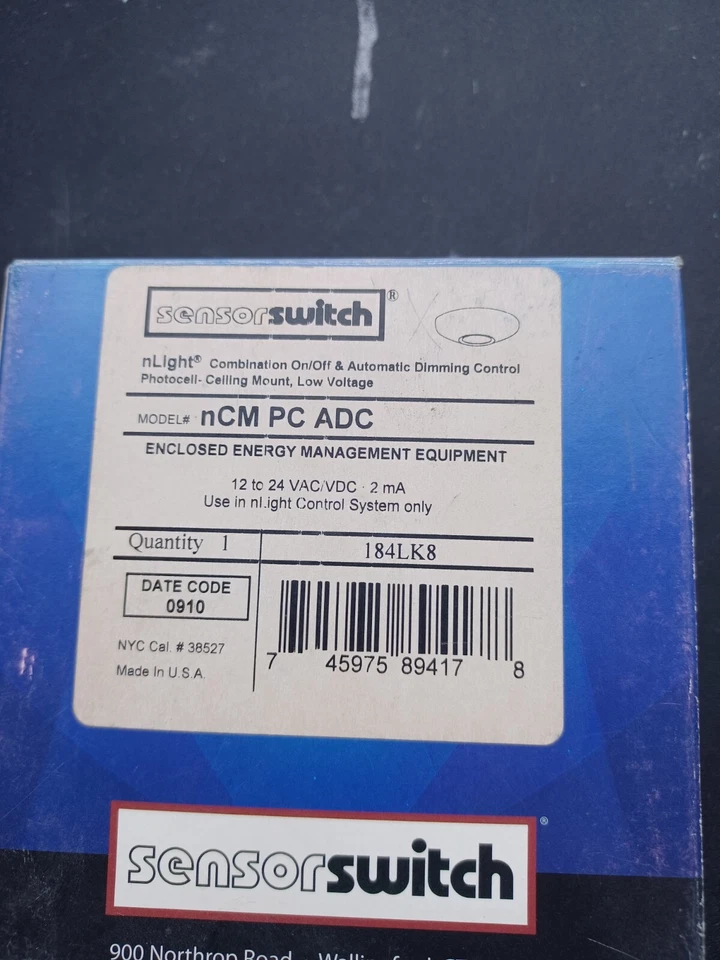 sensorswitch®
nLight® Combination On/Off & Automatic Dimming Control
Photocell- Ceiling Mount, Low Voltage
MODEL# nCM PC ADC
ENCLOSED ENERGY MANAGEMENT EQUIPMENT
12 to 24 VAC/VDC · 2 mA
Use in nLight Control System only
Quantity 1
184LK8
DATE CODE
0910
NYC Cal. # 38527
Made In U.S.A.
7 45975 89417 8
sensorswitch®
900 Northrop Road